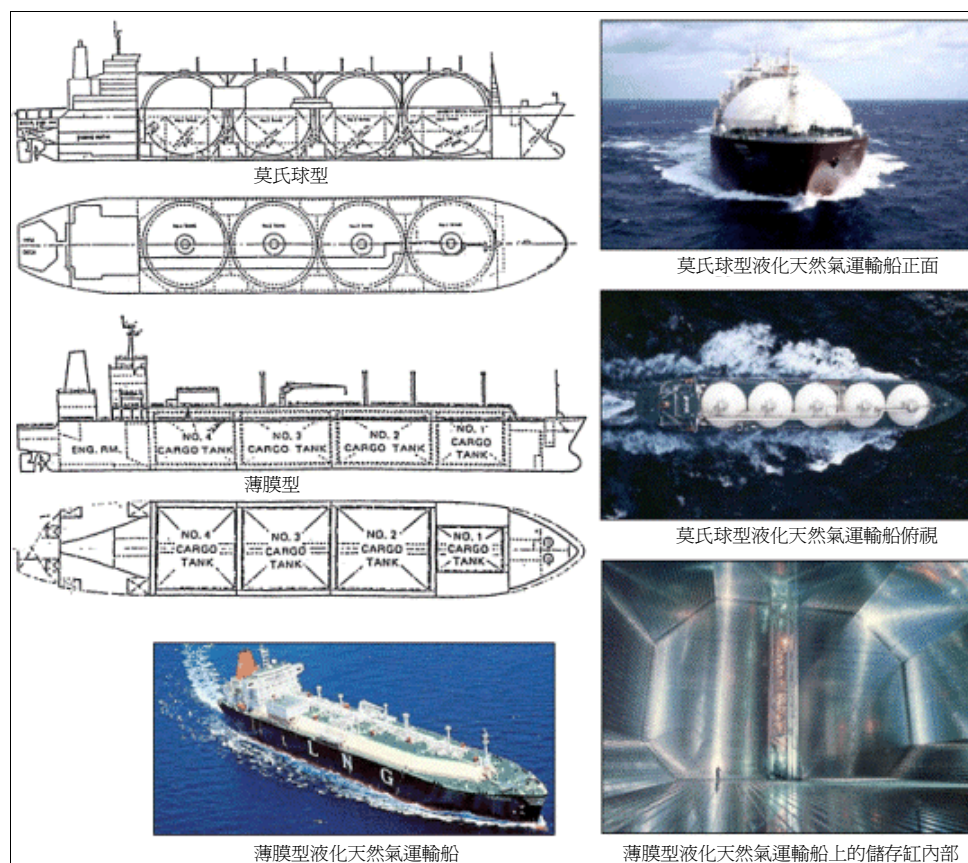 莫氏球型
莫氏球型液化天然氣運輸船正面
ENG. RM.
NO. 4
CARGO TANK
NO. 3
CARGO TANK
NO. 2
CARGO TANK
NO. 1
CARGO
TANK
薄膜型
莫氏球型液化天然氣運輸船俯視
NO. 4
CARGO
TANK
NO. 3
CARGO
TANK
NO. 2
CARGO
TANK
NO. 1
CARGO
TANK
LNG
薄膜型液化天然氣運輸船
薄膜型液化天然氣運輸船上的儲存缸內部